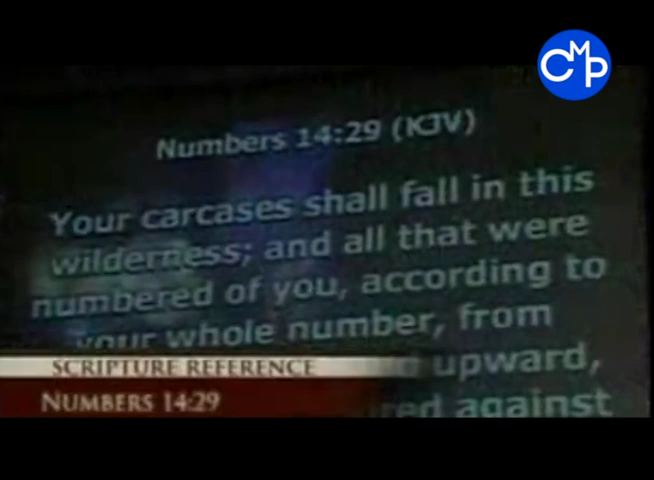 CMP
Numbers 14:29 (KJV)
Your carcases shall fall in this
wilderness; and all that were
numbered of you, according to
your whole number, from
upward,
against
SCRIPTURE REFERENCE
NUMBERS 14:29